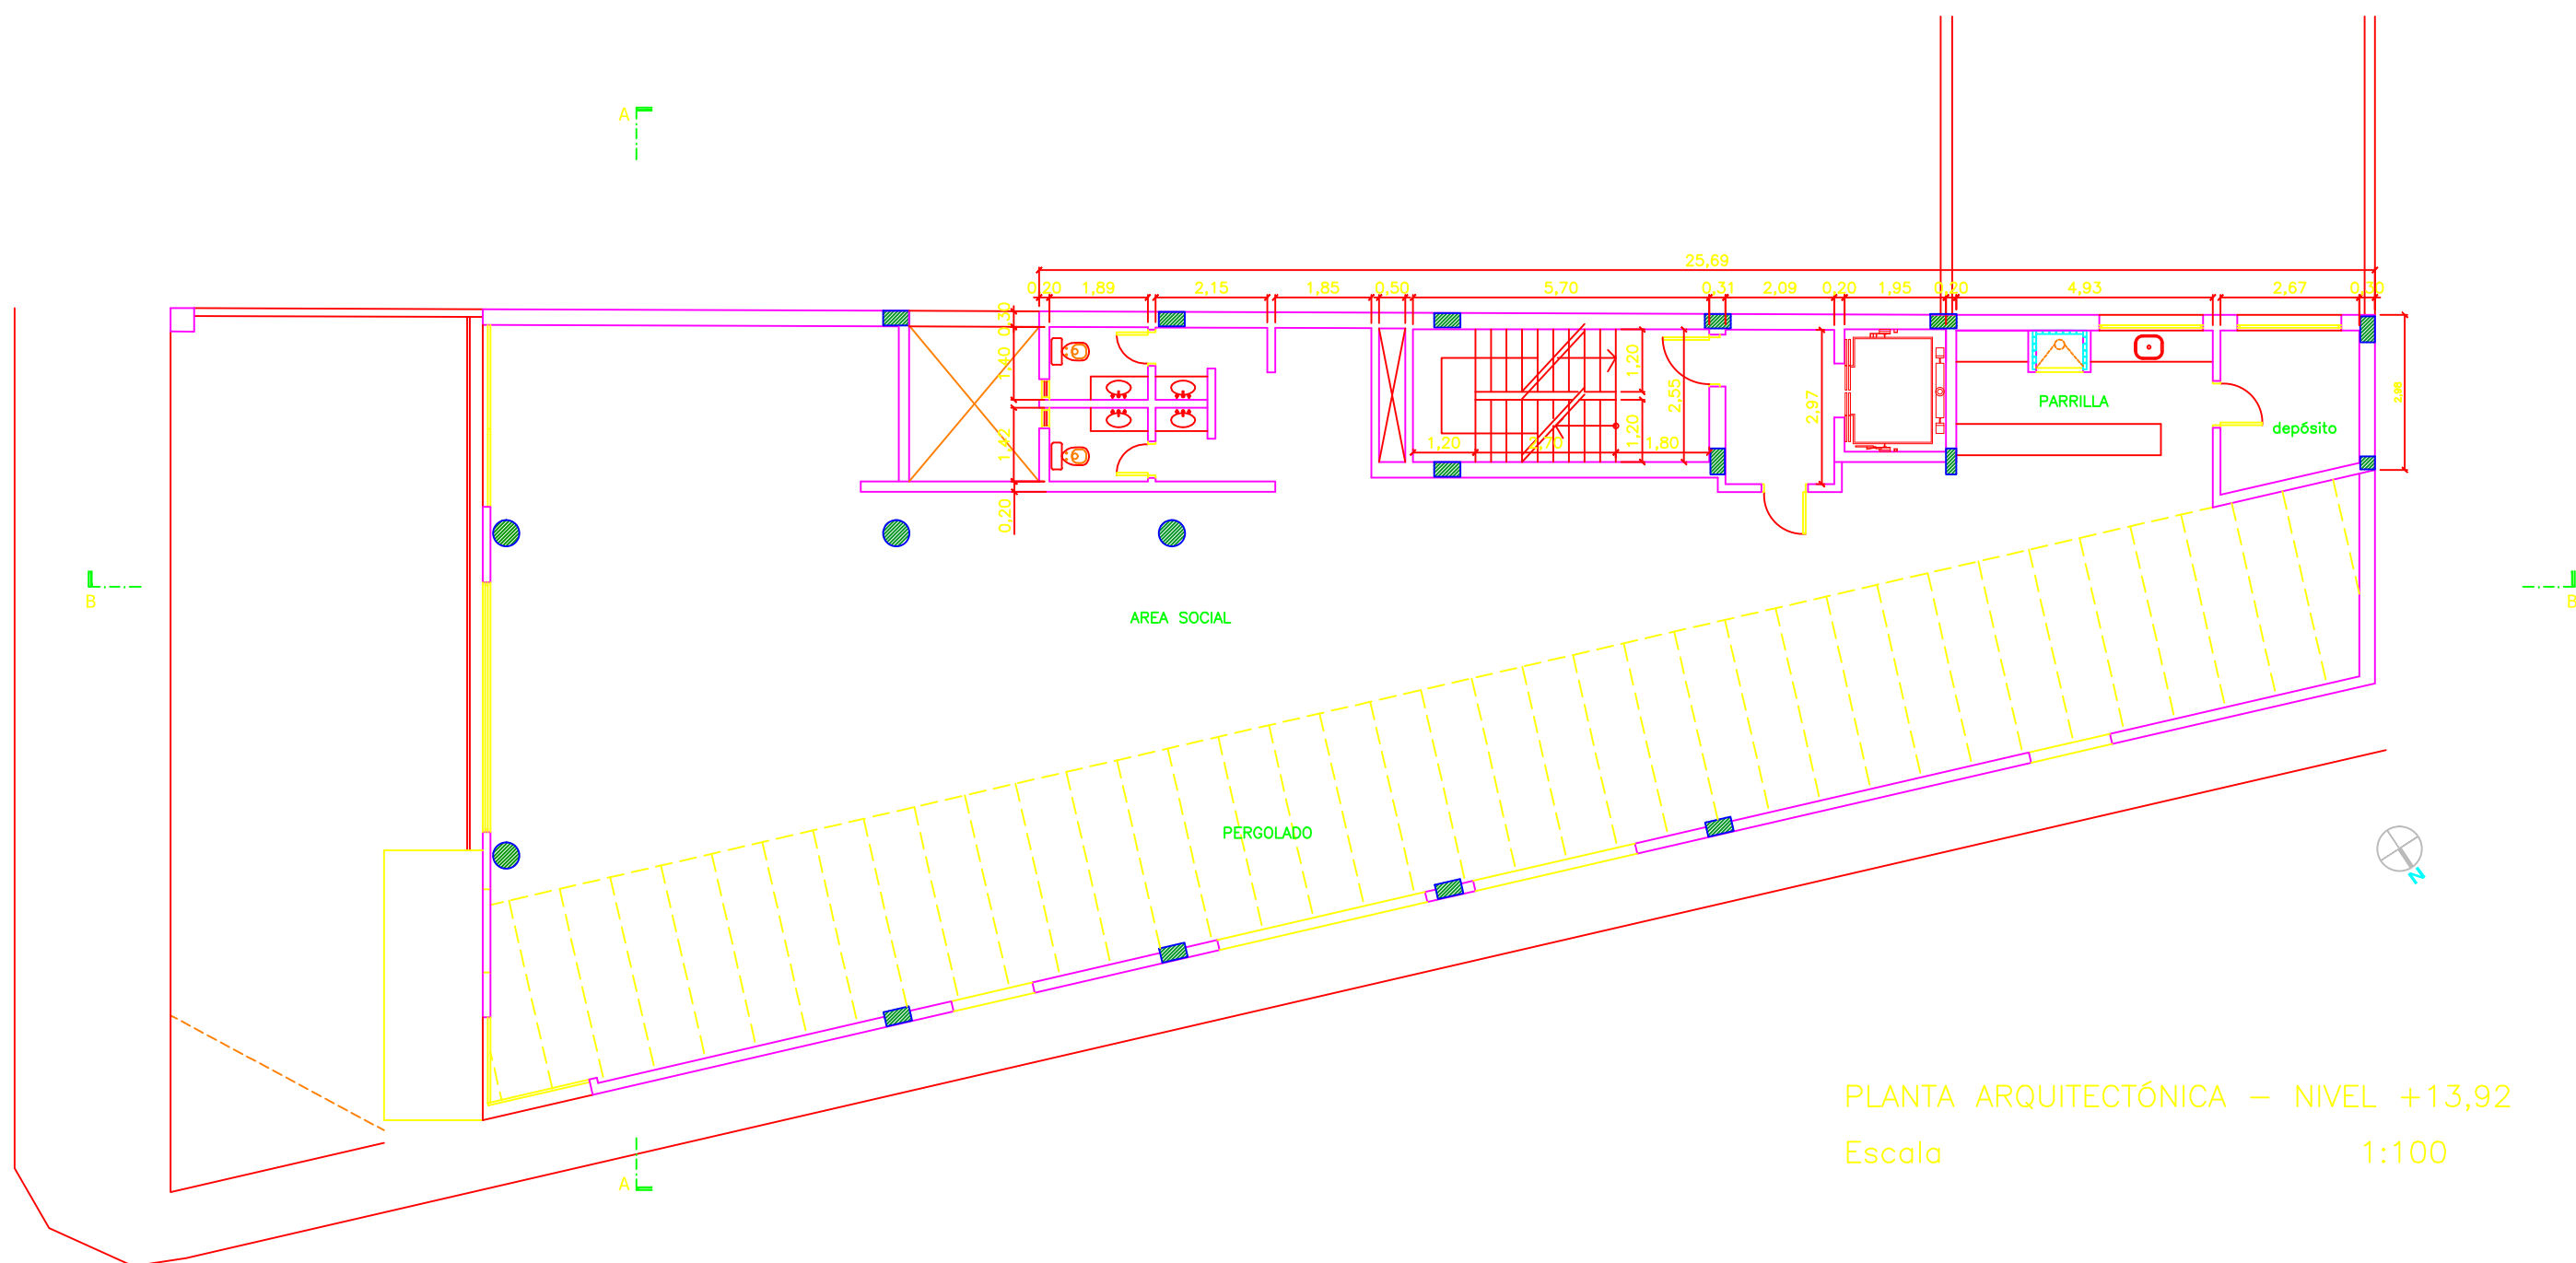 A
25,69
0,20 1,89 2,15 1,85 0,50 5,70 0,31 2,09 0,20 1,95 0,20 4,93 2,67 0,30
0,30
1,40
1,42
0,20
1,20
2,55
1,20
1,20 2,70 1,80
2,97
PARRILLA
depósito
B
B
AREA SOCIAL
PERGOLADO
N
PLANTA ARQUITECTÓNICA – NIVEL +13,92
Escala 1:100
A